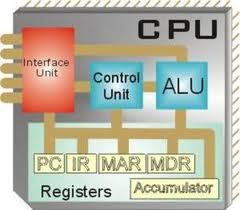 CPU
Interface
Unit
Control
Unit
ALU
PC IR MAR MDR
Registers
Accumulator